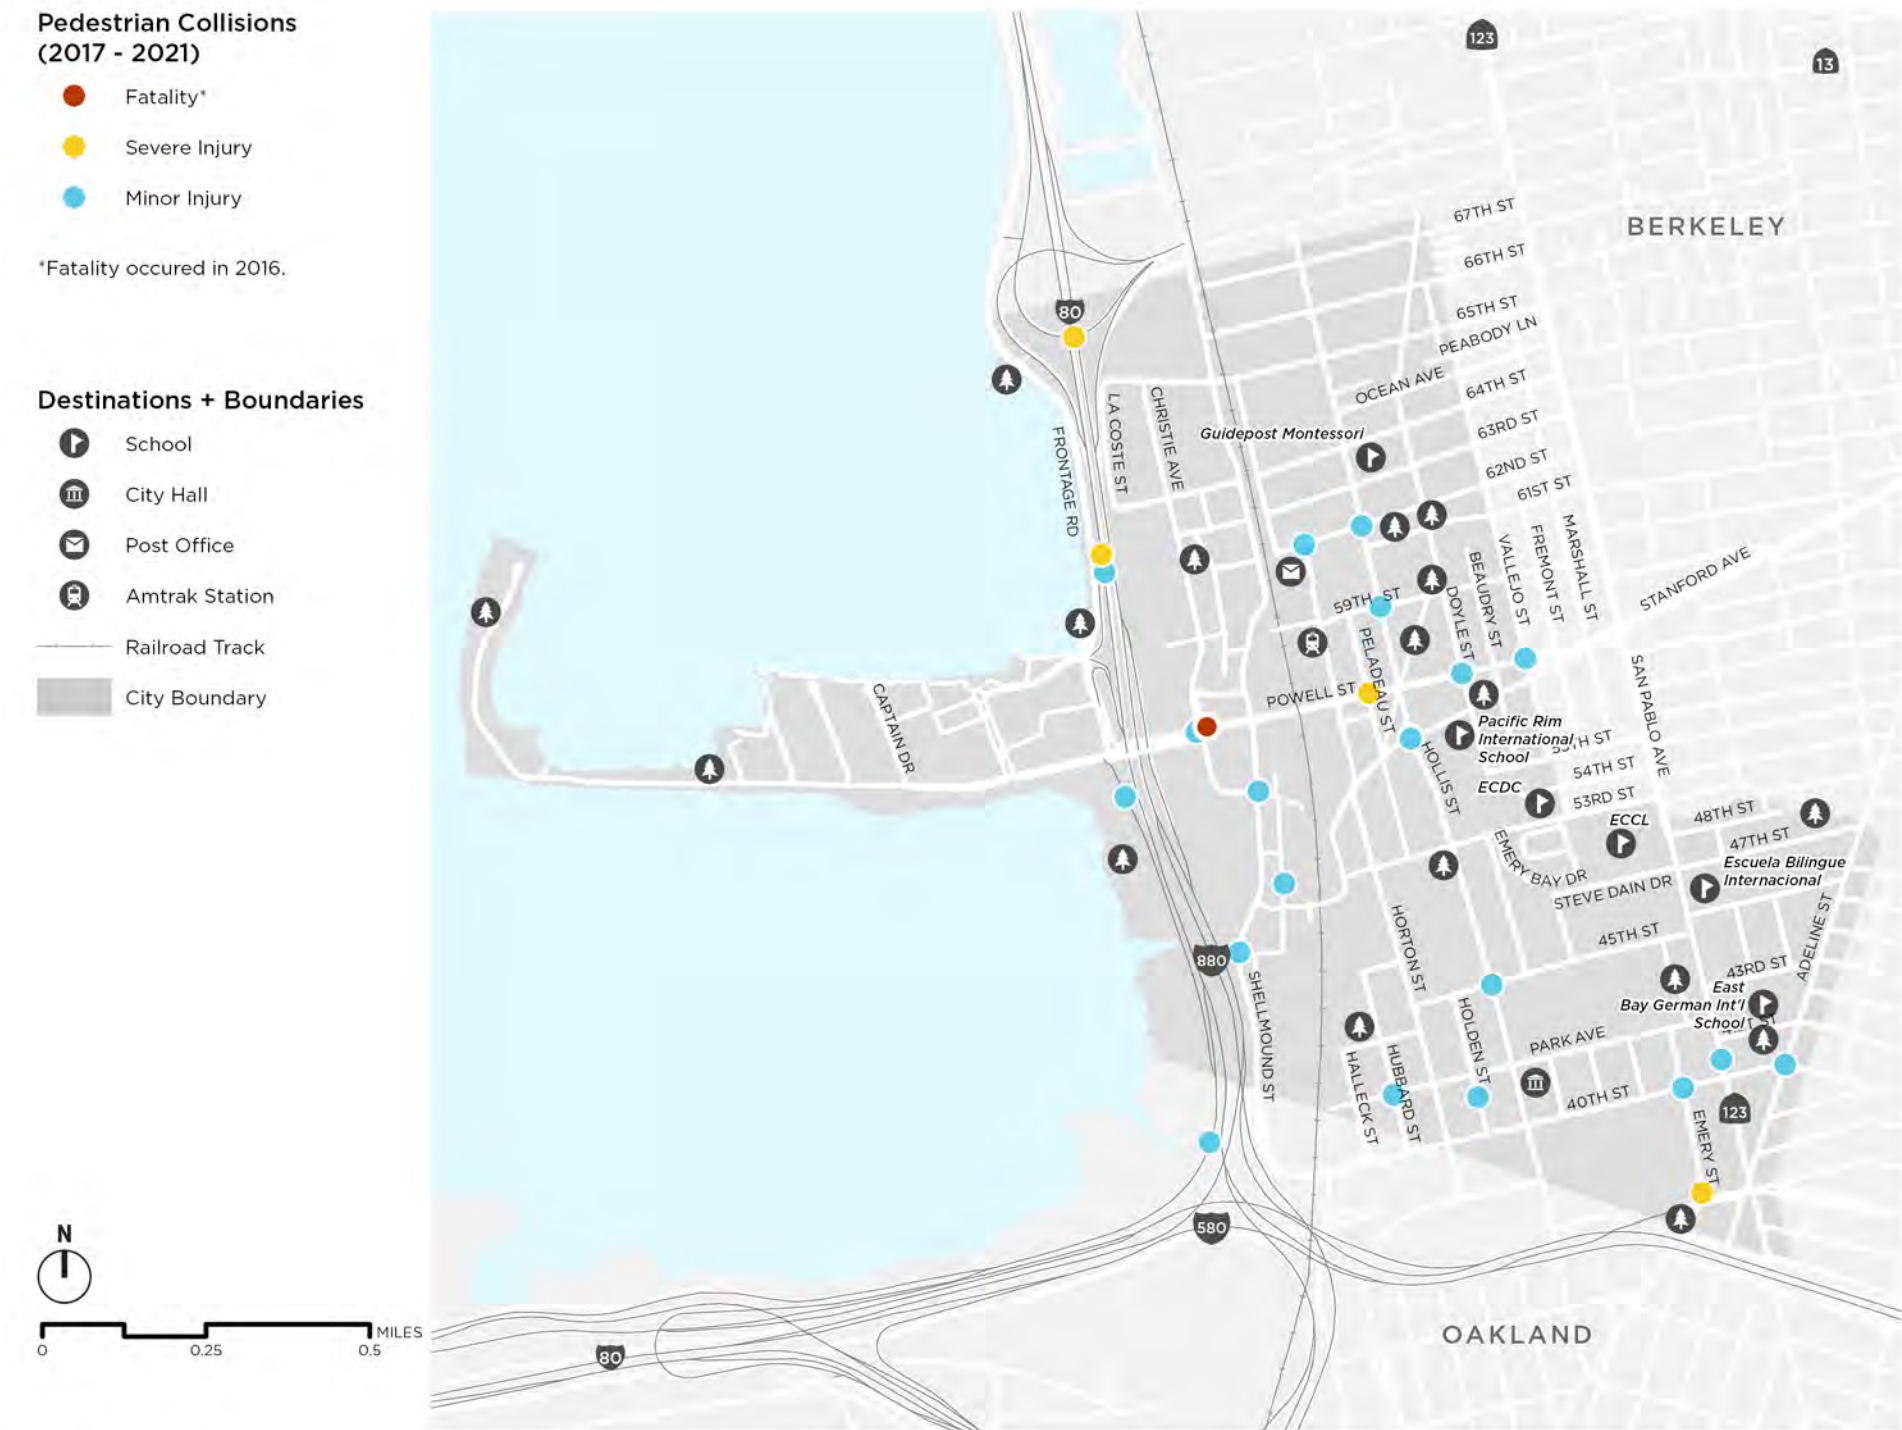 Pedestrian Collisions
(2017 - 2021)
Fatality*
Severe Injury
Minor Injury
*Fatality occured in 2016.
Destinations + Boundaries
School
City Hall
Post Office
Amtrak Station
Railroad Track
City Boundary
N
0
0.25
0.5
MILES
123
13
BERKELEY
67TH ST
66TH ST
65TH ST
PEABODY LN
80
OCEAN AVE
64TH ST
63RD ST
62ND ST
61ST ST
LA COSTE ST
CHRISTIE AVE
FRONTAGE RD
Guidepost Montessori
MARSHALL ST
FREMONT ST
VALLEJO ST
BEAUDRY ST
DOYLE ST
STANFORD AVE
59TH ST
PELADEAU ST
POWELL ST
SAN PABLO AVE
CAPTAIN DR
Pacific Rim
International
School
TH ST
54TH ST
53RD ST
HOLLIS ST
ECDC
ECCL
48TH ST
47TH ST
EMERY BAY DR
STEVE DAIN DR
Escuela Bilingue
Internacional
ADELINE ST
HORTON ST
45TH ST
43RD ST
East
Bay German Int'l
School
ST
880
SHELLMOUND ST
HOLDEN ST
PARK AVE
HALLECK ST
HUBBARD ST
40TH ST
123
EMERY ST
580
80
OAKLAND